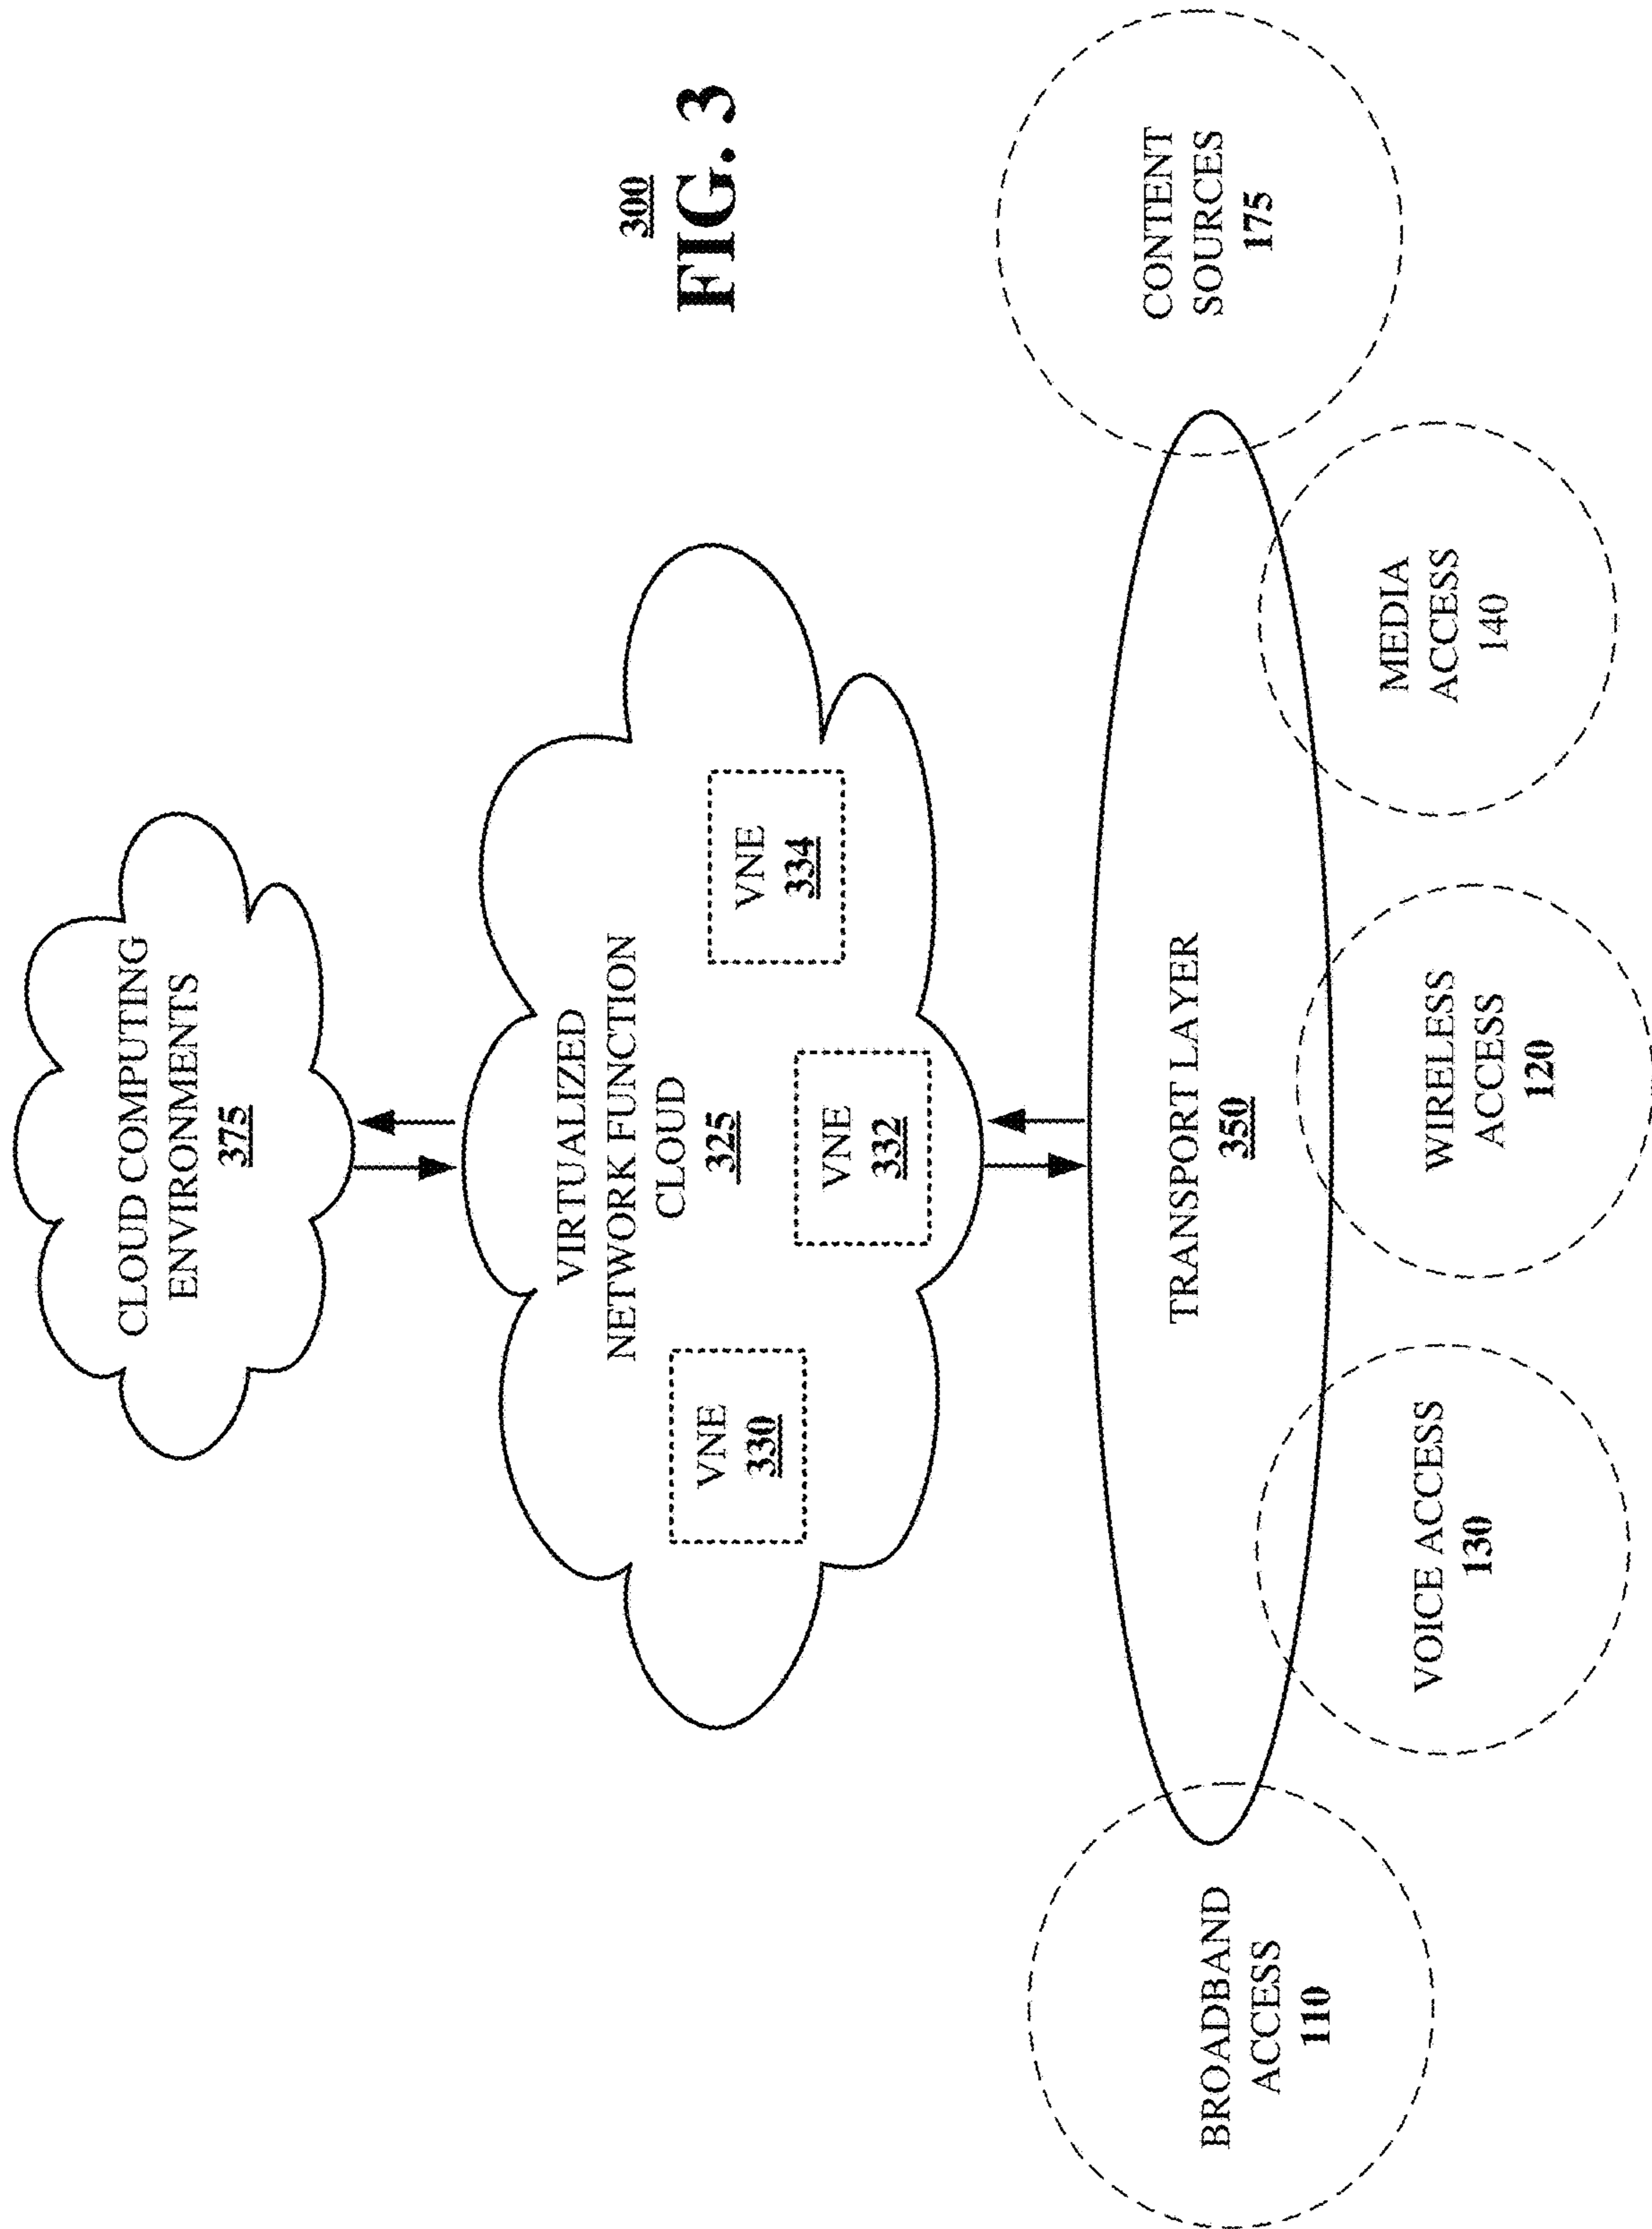 CLOUD COMPUTING
ENVIRONMENTS
375
VIRTUALIZED
NETWORK FUNCTION
CLOUD
325
VNE
330
VNE
332
VNE
334
300
FIG. 3
TRANSPORT LAYER
350
BROADBAND
ACCESS
110
VOICE ACCESS
130
WIRELESS
ACCESS
120
MEDIA
ACCESS
140
CONTENT
SOURCES
175